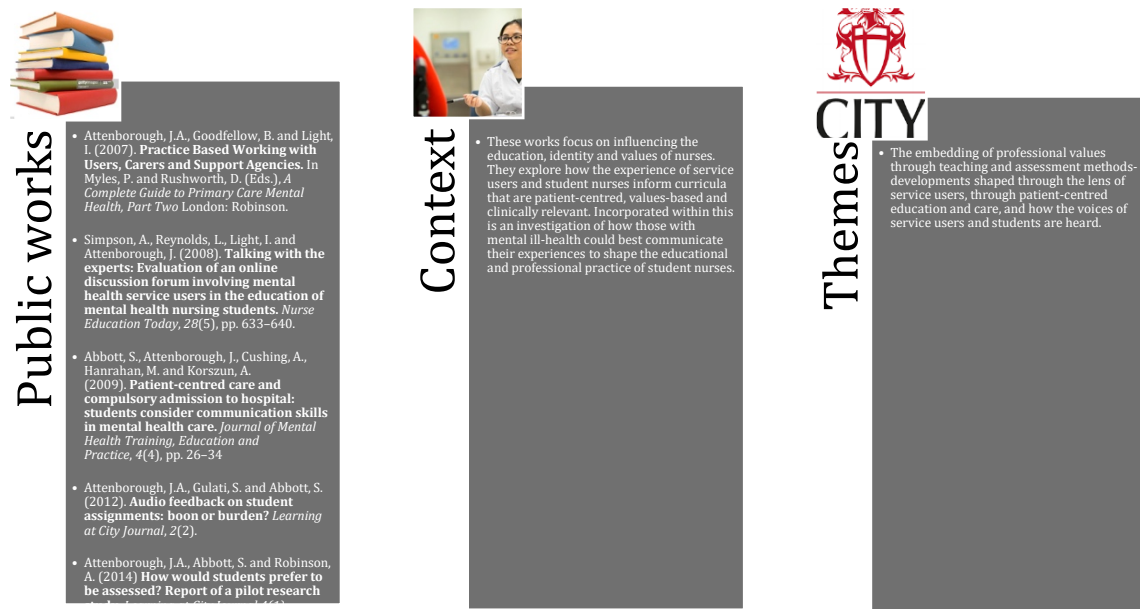 Public works
• Attenborough, J.A., Goodfellow, B. and Light,
I. (2007). Practice Based Working with
Users, Carers and Support Agencies. In
Myles, P. and Rushworth, D. (Eds.), A
Complete Guide to Primary Care Mental
Health, Part Two London: Robinson.
• Simpson, A., Reynolds, L., Light, I. and
Attenborough, J. (2008). Talking with the
experts: Evaluation of an online
discussion forum involving mental
health service users in the education of
mental health nursing students. Nurse
Education Today, 28(5), pp. 633–640.
• Abbott, S., Attenborough, J., Cushing, A.,
Hanrahan, M. and Korszun, A.
(2009). Patient-centred care and
compulsory admission to hospital:
students consider communication skills
in mental health care. Journal of Mental
Health Training, Education and
Practice, 4(4), pp. 26–34
• Attenborough, J.A., Gulati, S. and Abbott, S.
(2012). Audio feedback on student
assignments: boon or burden? Learning
at City Journal, 2(2).
• Attenborough, J.A., Abbott, S. and Robinson,
A. (2014) How would students prefer to
be assessed? Report of a pilot research
Context
• These works focus on influencing the
education, identity and values of nurses.
They explore how the experience of service
users and student nurses inform curricula
that are patient-centred, values-based and
clinically relevant. Incorporated within this
is an investigation of how those with
mental ill-health could best communicate
their experiences to shape the educational
and professional practice of student nurses.
CITY
Themes
• The embedding of professional values
through teaching and assessment methods-
developments shaped through the lens of
service users, through patient-centred
education and care, and how the voices of
service users and students are heard.